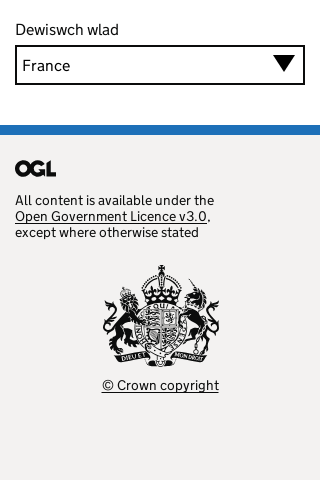 Dewiswch wlad
France
OGL
All content is available under the
Open Government Licence v3.0,
except where otherwise stated
DIEU ET MON DROIT
© Crown copyright